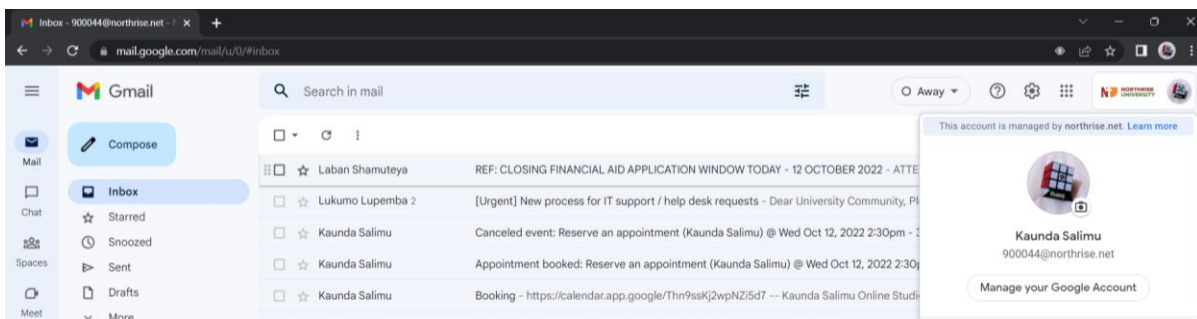 Inbox - 900044@northrise.net -
mail.google.com/mail/u/0/#inbox
Gmail
Search in mail
Away
NORTHRISE
UNIVERSITY
This account is managed by northrise.net. Learn more
Compose
Mail
Laban Shamuteya REF: CLOSING FINANCIAL AID APPLICATION WINDOW TODAY - 12 OCTOBER 2022 - ATTE
Inbox
Chat
Lukumo Lupemba 2 [Urgent] New process for IT support / help desk requests - Dear University Community, Pl
Starred
Kaunda Salimu Canceled event: Reserve an appointment (Kaunda Salimu) @ Wed Oct 12, 2022 2:30pm - 3
Kaunda Salimu
Snoozed
900044@northrise.net
Spaces
Sent
Kaunda Salimu Appointment booked: Reserve an appointment (Kaunda Salimu) @ Wed Oct 12, 2022 2:30p
Manage your Google Account
Drafts
Kaunda Salimu Booking - https://calendar.app.google/Thn9ssKj2wpNZi5d7 -- Kaunda Salimu Online Studi
Meet
More